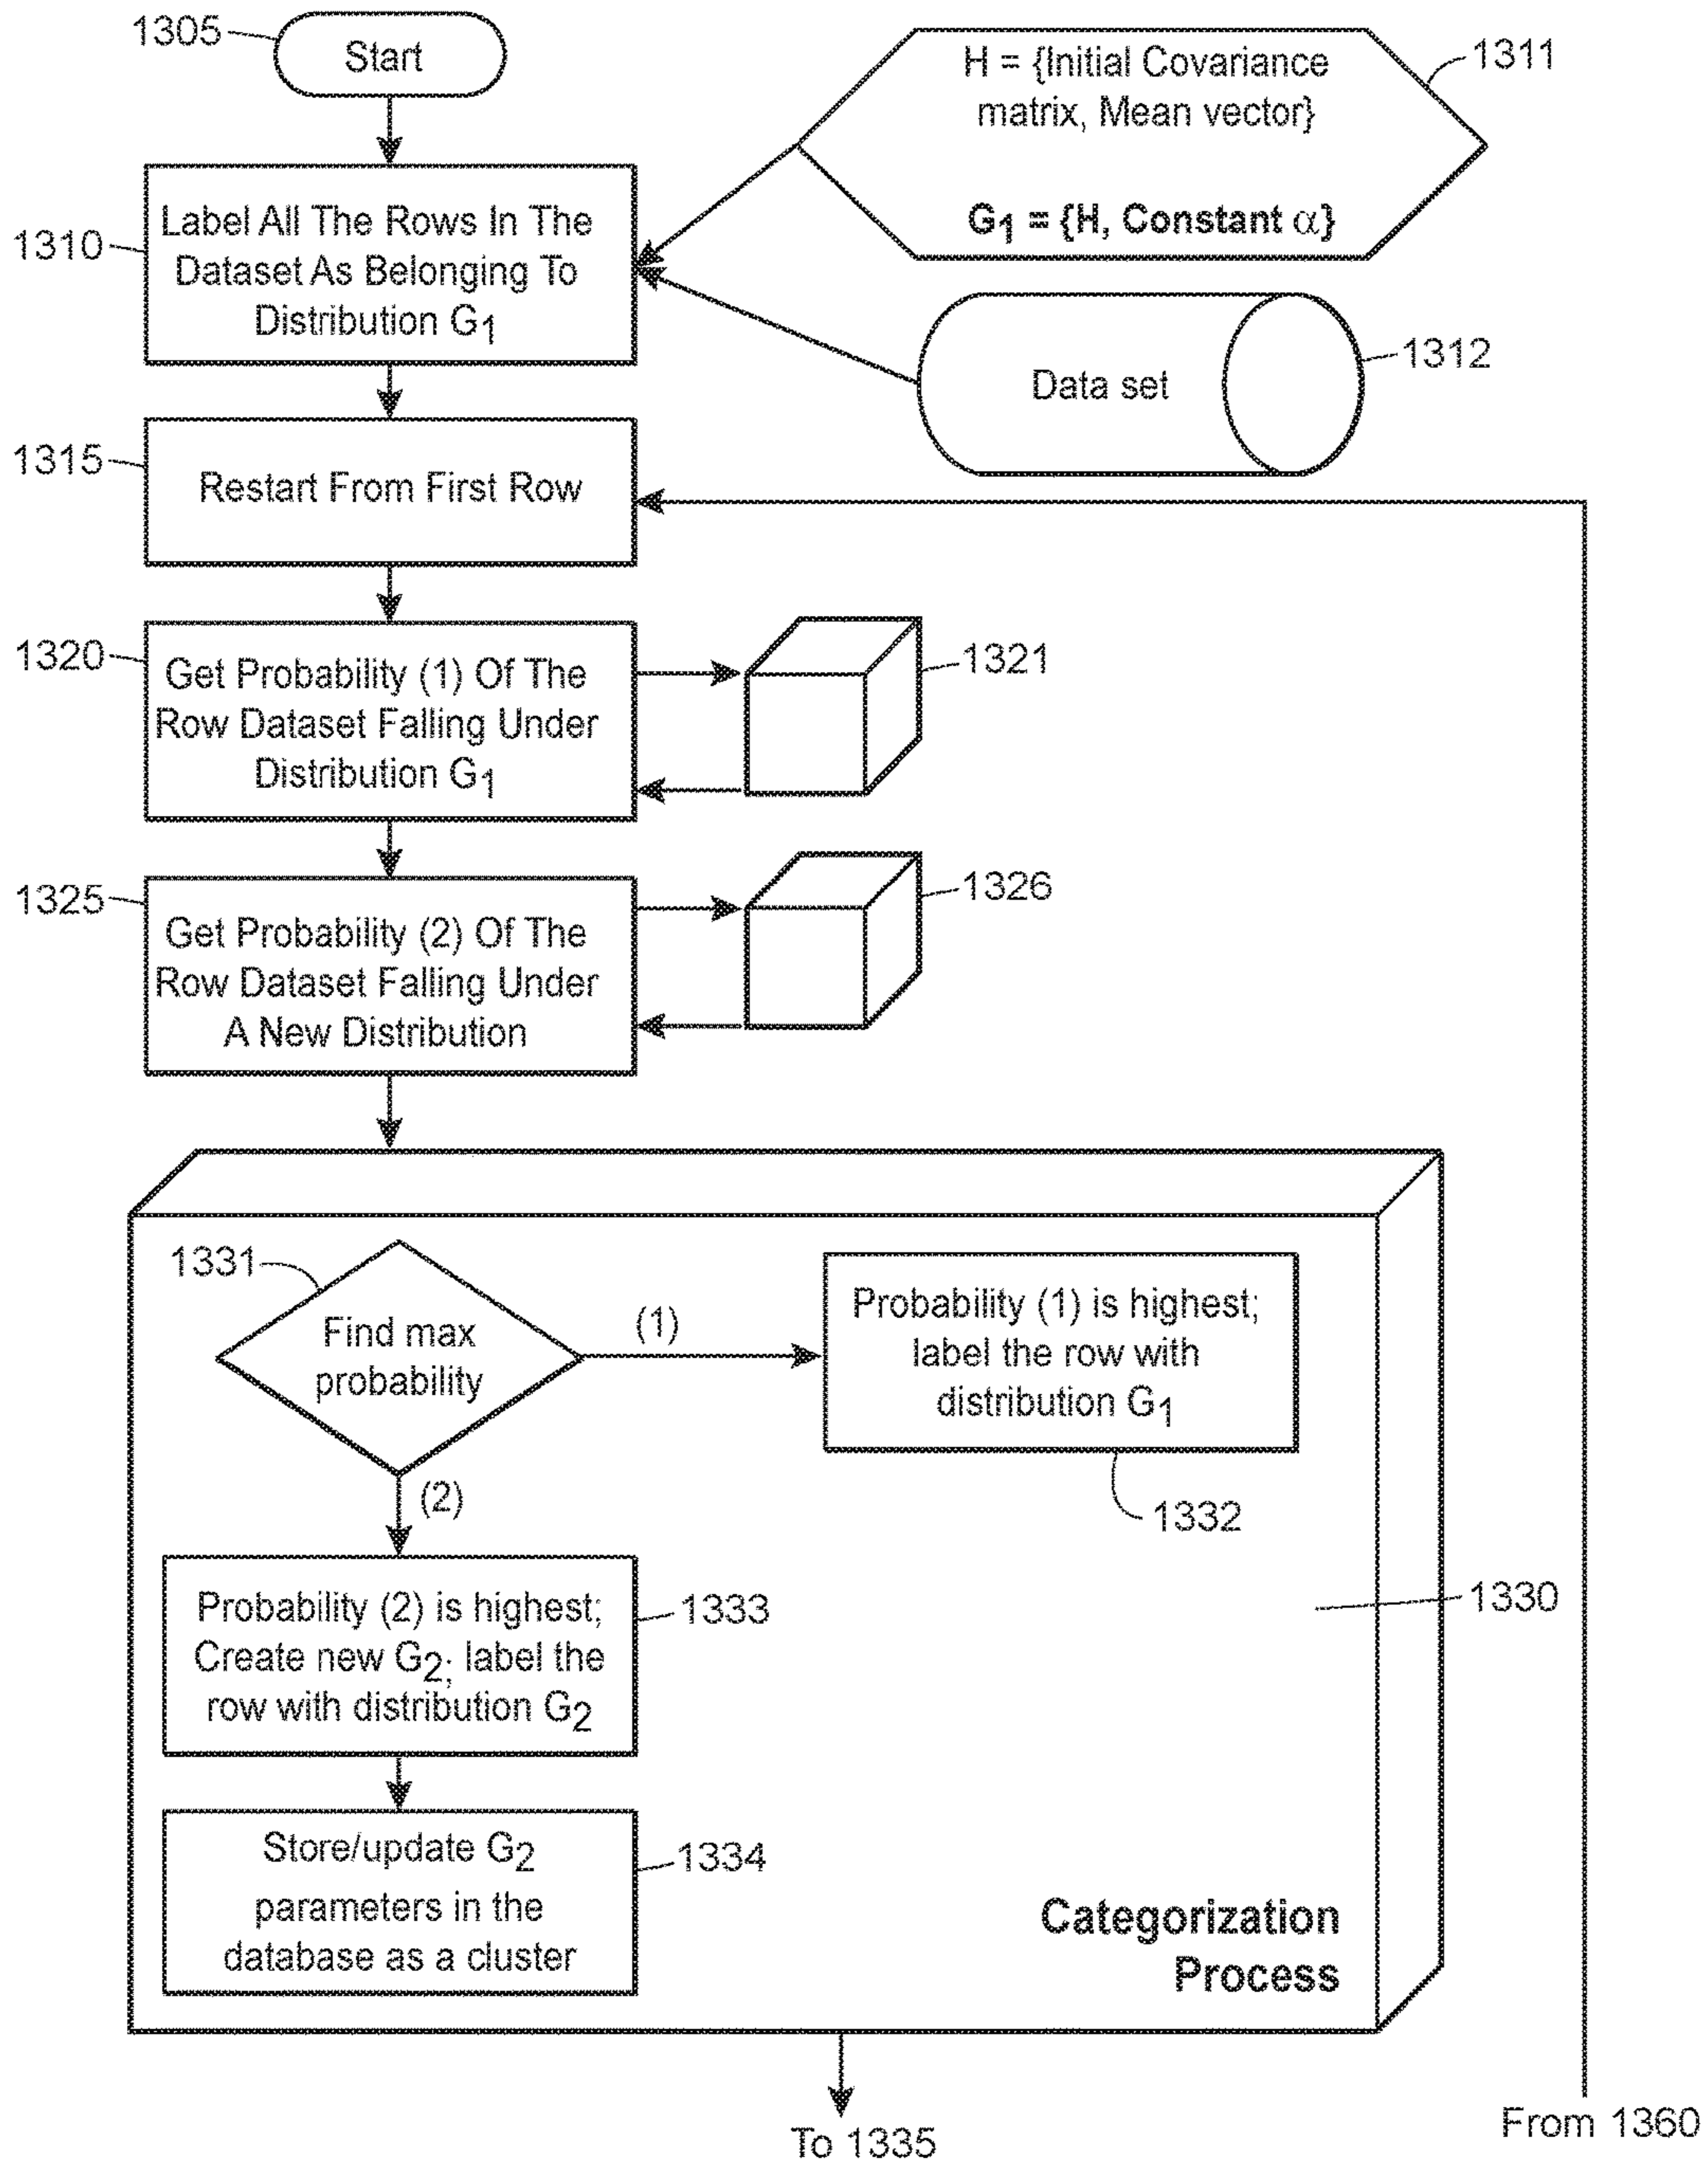 1305
Start
H = {Initial Covariance
matrix, Mean vector}
G1 = {H, Constant α}
1311
1310
Label All The Rows In The
Dataset As Belonging To
Distribution G1
Data set
1312
1315
Restart From First Row
1320
Get Probability (1) Of The
Row Dataset Falling Under
Distribution G1
1321
1325
Get Probability (2) Of The
Row Dataset Falling Under
A New Distribution
1326
1331
Find max
probability
(1)
Probability (1) is highest;
label the row with
distribution G1
1332
(2)
Probability (2) is highest;
Create new G2; label the
row with distribution G2
1333
1330
Store/update G2
parameters in the
database as a cluster
1334
Categorization
Process
To 1335
From 1360